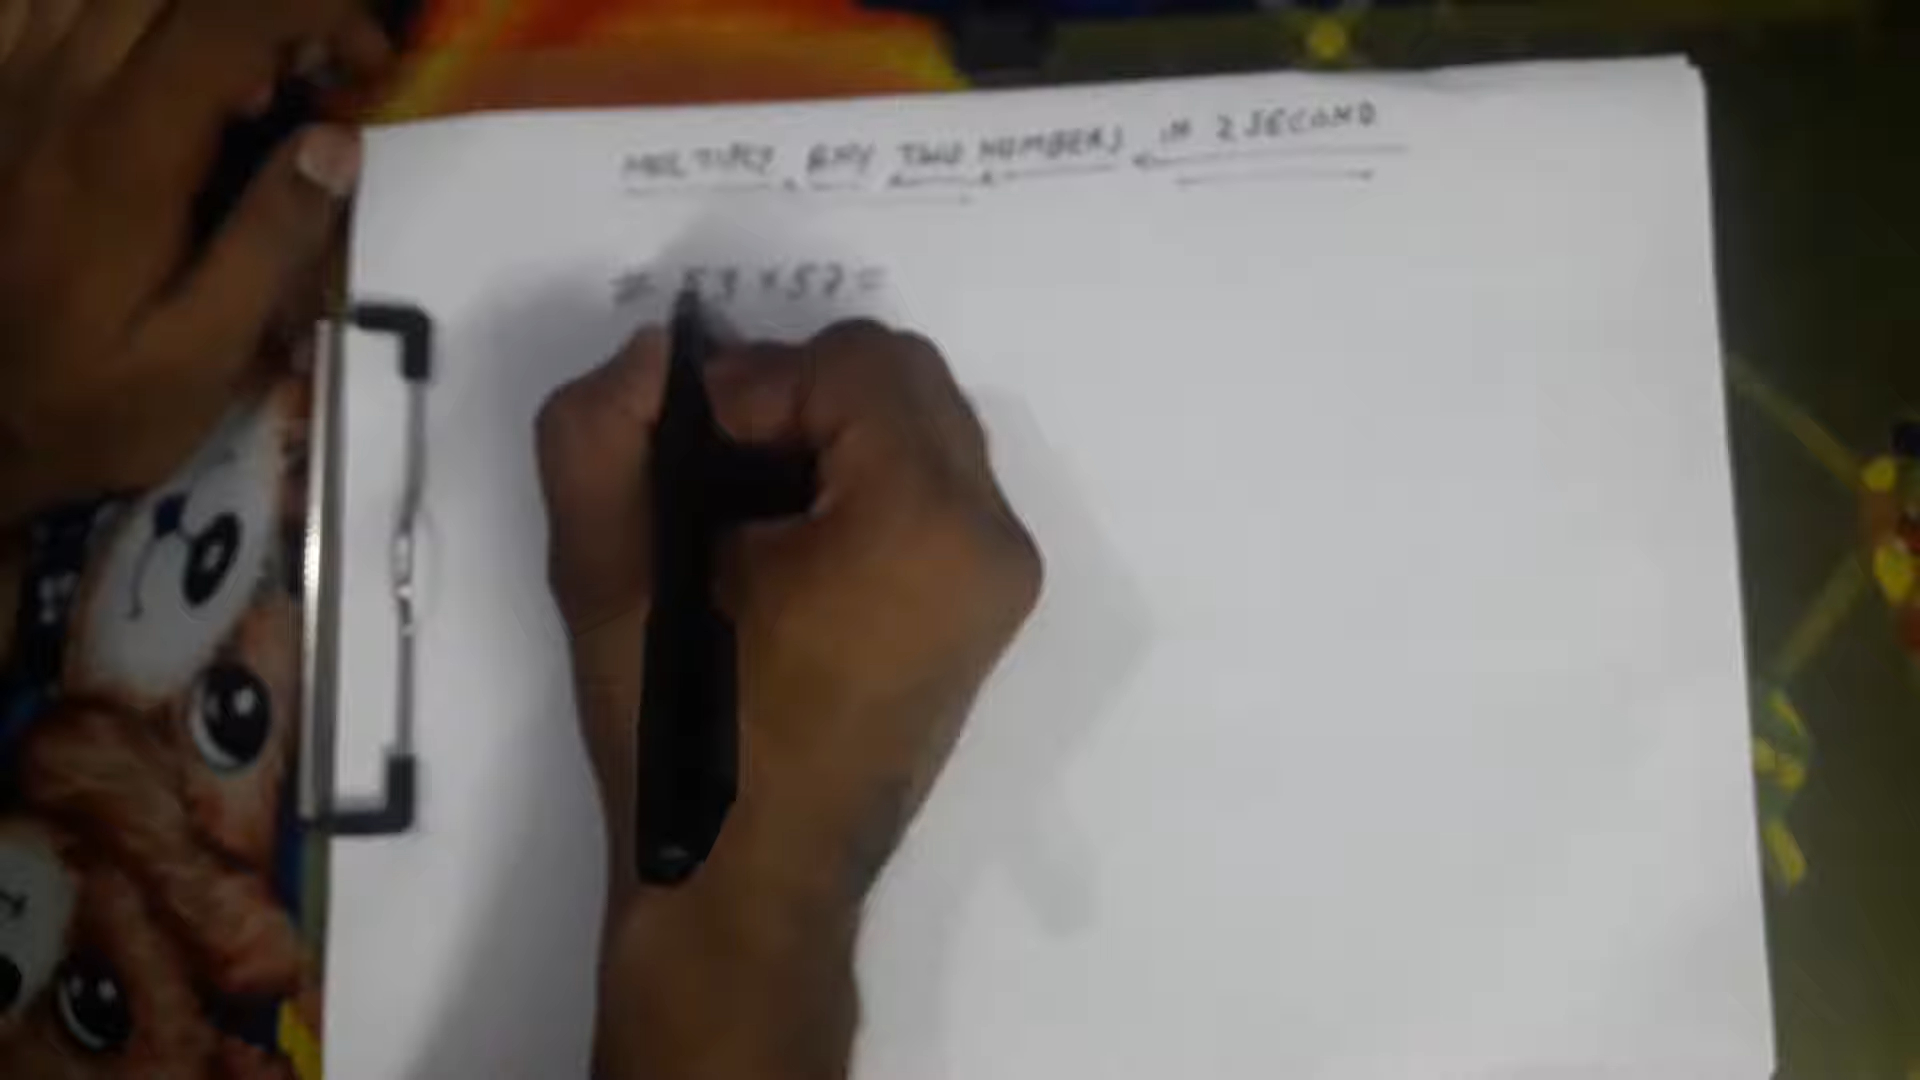 MULTIPLY ANY TWO NUMBERS IN 2 SECOND
= 53 × 57 =